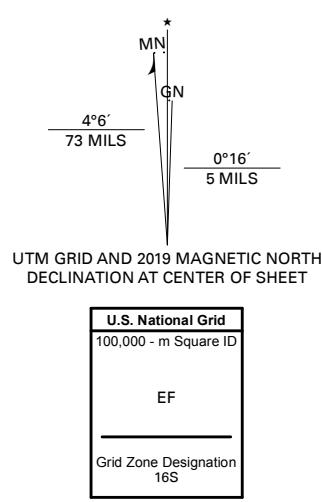 MN
GN
4°6´
73 MILS
0°16´
5 MILS
UTM GRID AND 2019 MAGNETIC NORTH
DECLINATION AT CENTER OF SHEET
U.S. National Grid
100,000 - m Square ID
EF
Grid Zone Designation
16S